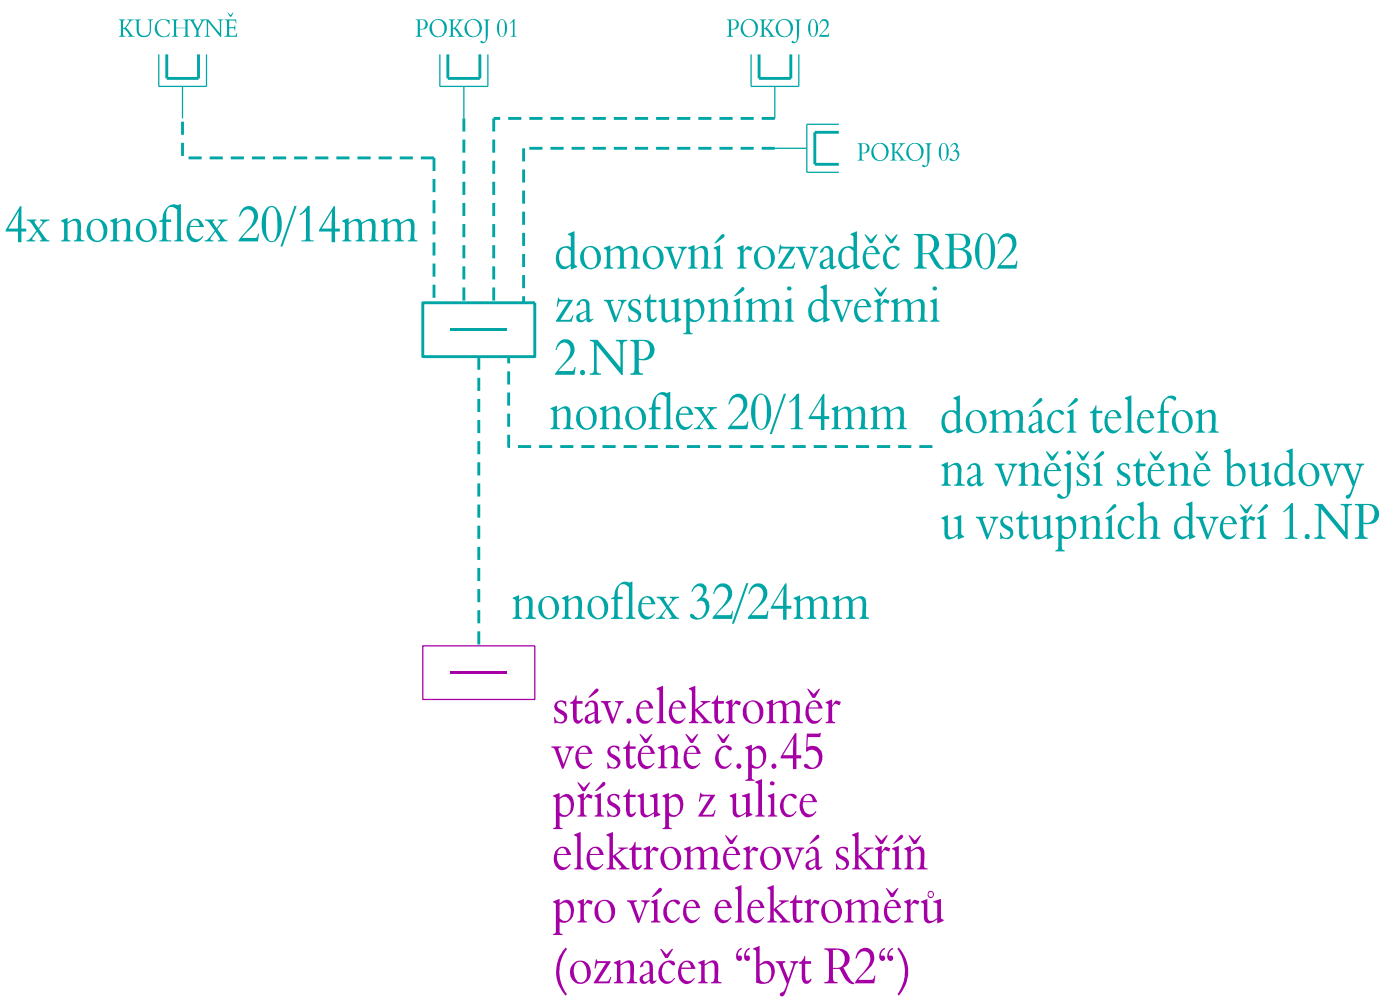 KUCHYNĚ
POKOJ 01
POKOJ 02
POKOJ 03
4x nonoflex 20/14mm
domovní rozvaděč RB02
za vstupními dveřmi
2.NP
nonoflex 20/14mm
domácí telefon
na vnější stěně budovy
u vstupních dveří 1.NP
nonoflex 32/24mm
stáv.elektroměr
ve stěně č.p.45
přístup z ulice
elektroměrová skříň
pro více elektroměrů
(označen “byt R2“)